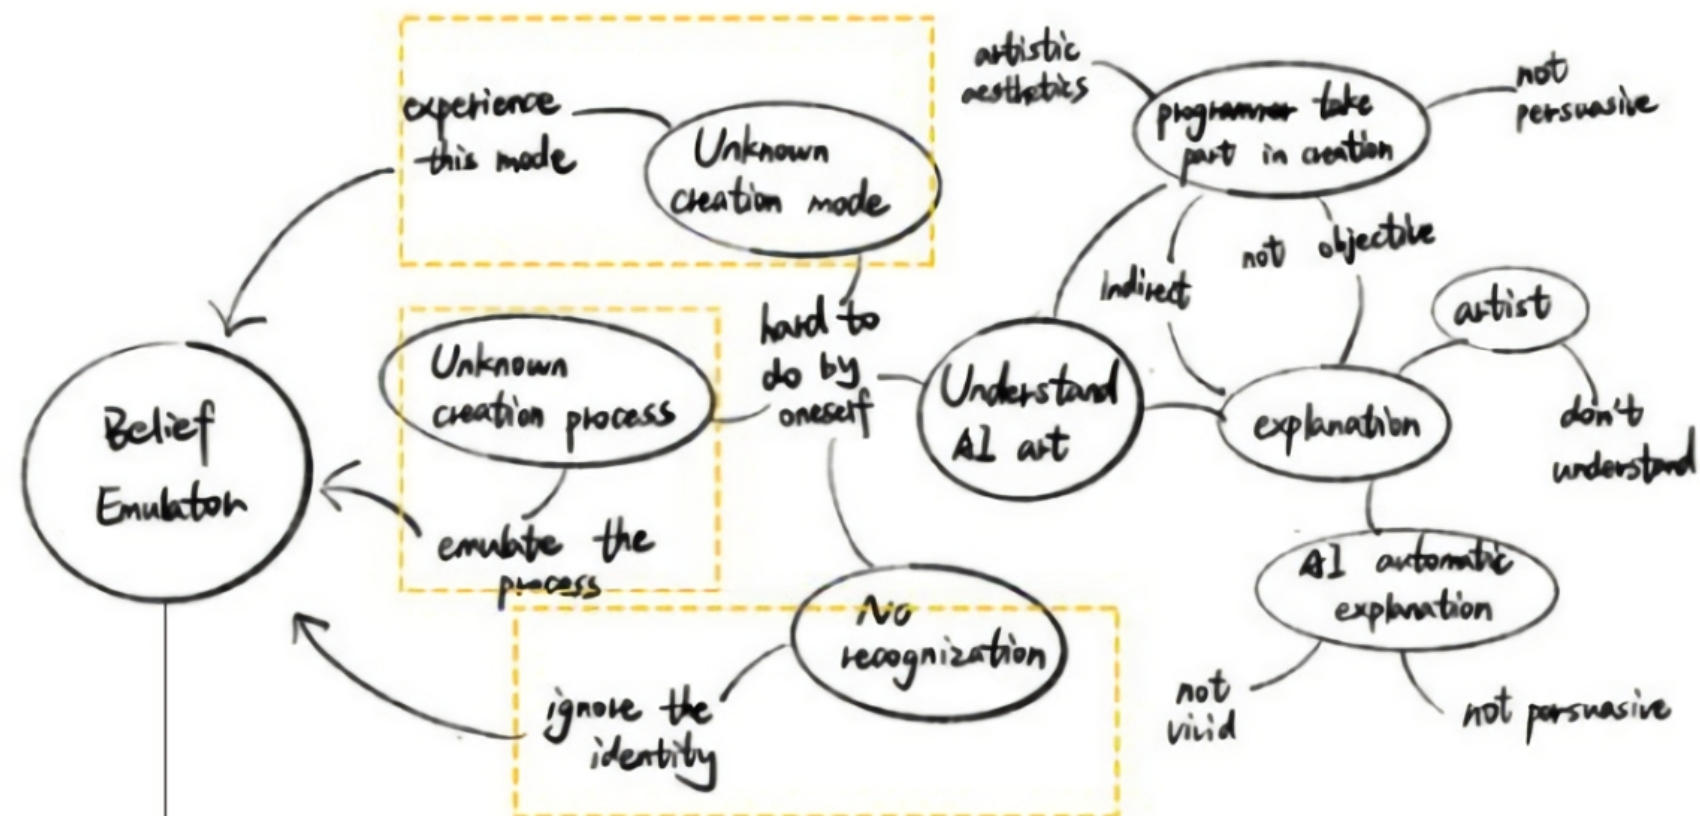 artistic
aesthetics
not
persuasive
programmer take
part in creation
experience
this mode
Unknown
creation mode
Indirect
not objective
artist
hard to
do by
oneself
Unknown
creation process
Understand
AI art
explanation
don't
understand
Belief
Emulator
emulate the
process
No
recognization
AI automatic
explanation
ignore the
identity
not
vivid
not persuasive